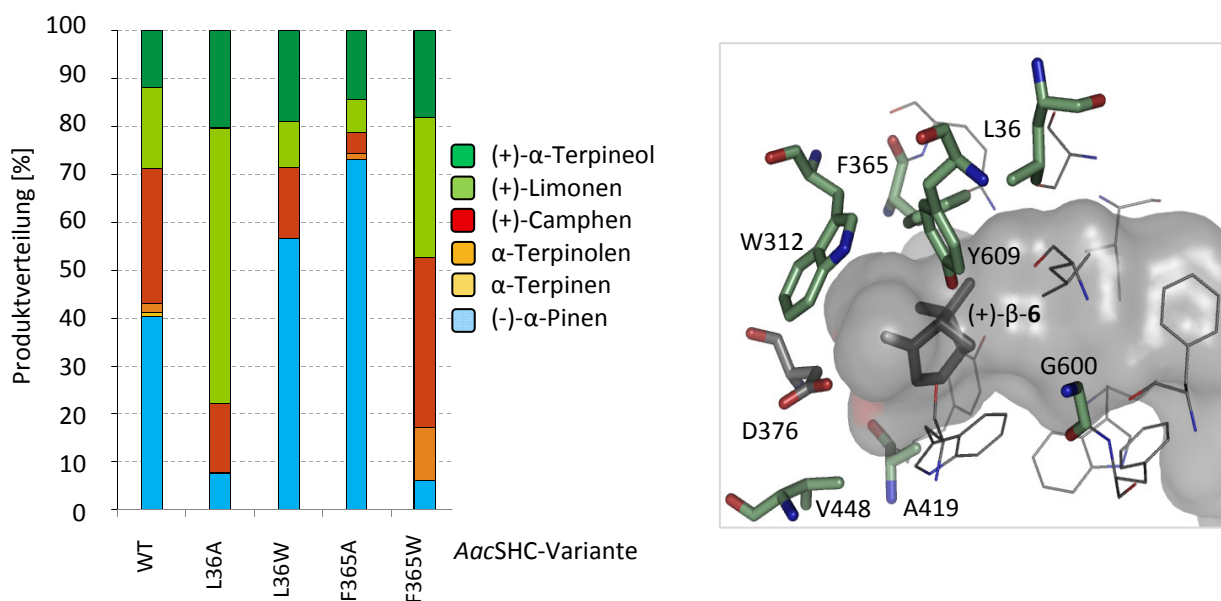 Produktverteilung [%]
100
90
80
70
60
50
40
30
20
10
0
WT
L36A
L36W
F365A
F365W
AacSHC-Variante
(+)-α-Terpineol
(+)-Limonen
(+)-Camphen
α-Terpinolen
α-Terpinen
(-)-α-Pinen
L36
F365
W312
Y609
(+)-β-6
G600
D376
V448
A419